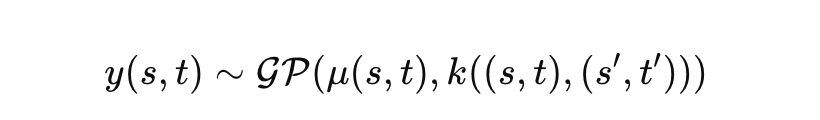 y(s, t) ∼ 𝒢𝒫(μ(s, t), k((s, t), (s′, t′)))